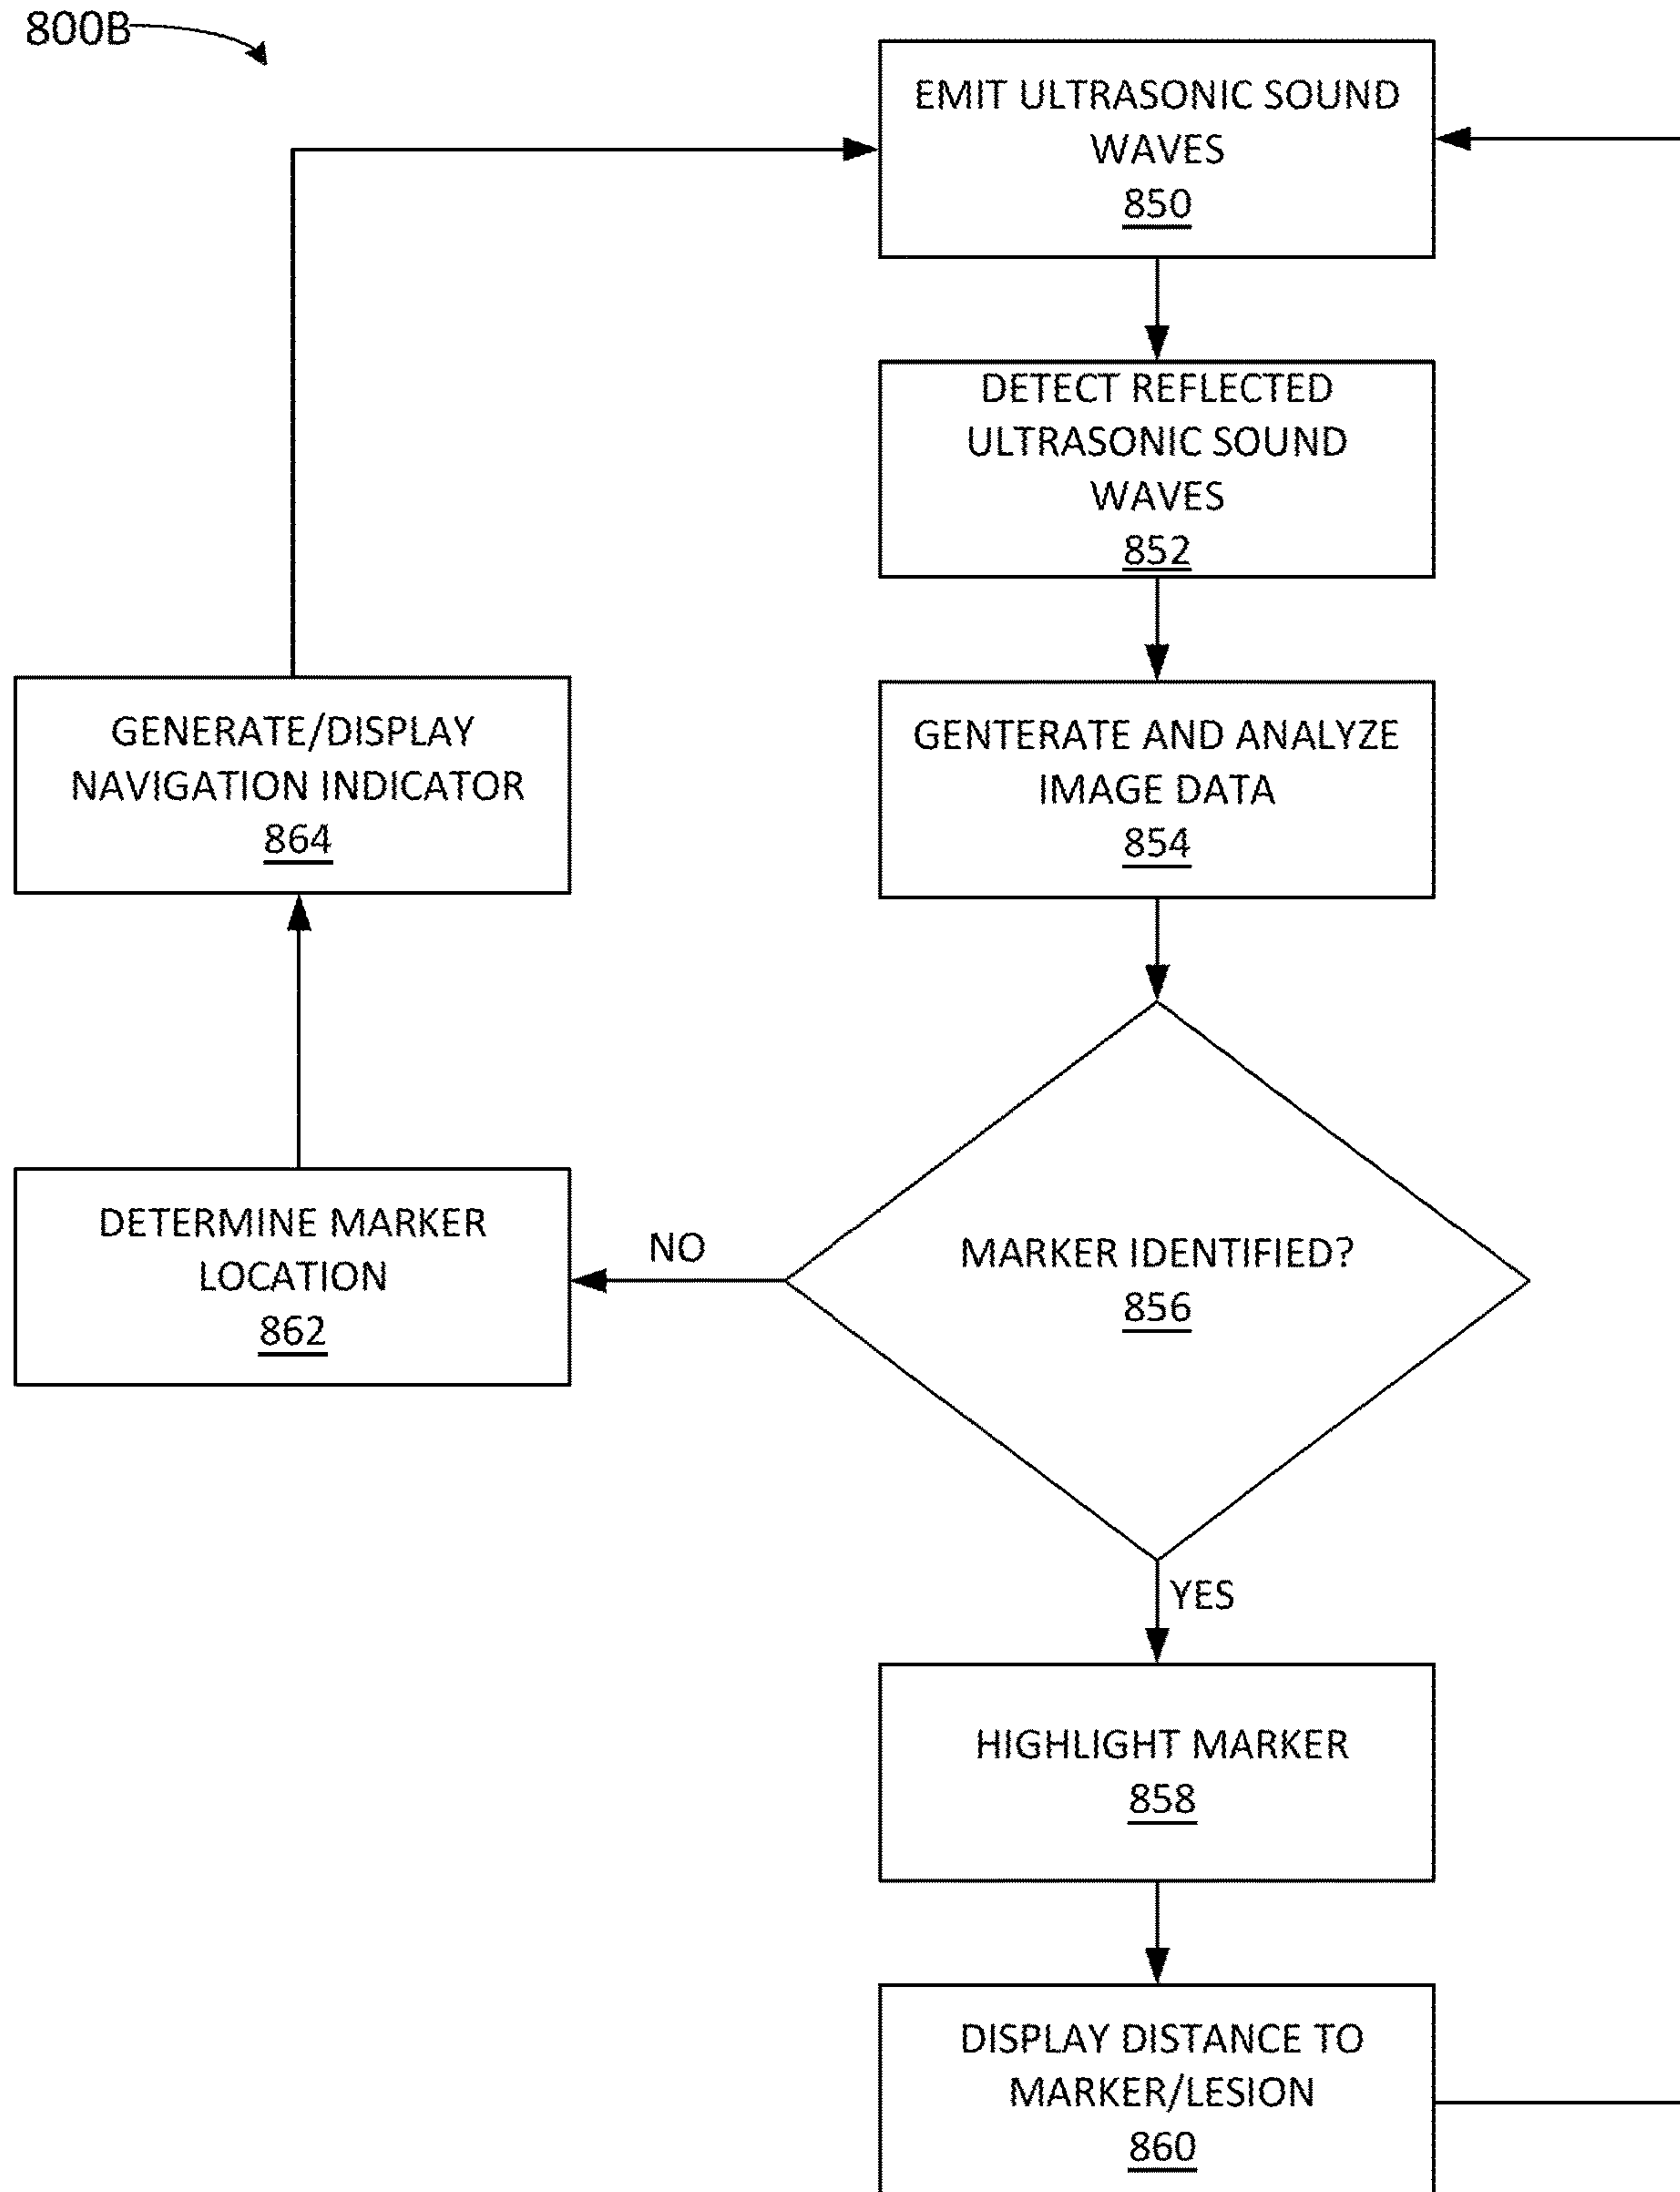 800B
EMIT ULTRASONIC SOUND
WAVES
850
DETECT REFLECTED
ULTRASONIC SOUND
WAVES
852
GENTERATE AND ANALYZE
IMAGE DATA
854
GENERATE/DISPLAY
NAVIGATION INDICATOR
864
MARKER IDENTIFIED?
856
NO
DETERMINE MARKER
LOCATION
862
YES
HIGHLIGHT MARKER
858
DISPLAY DISTANCE TO
MARKER/LESION
860